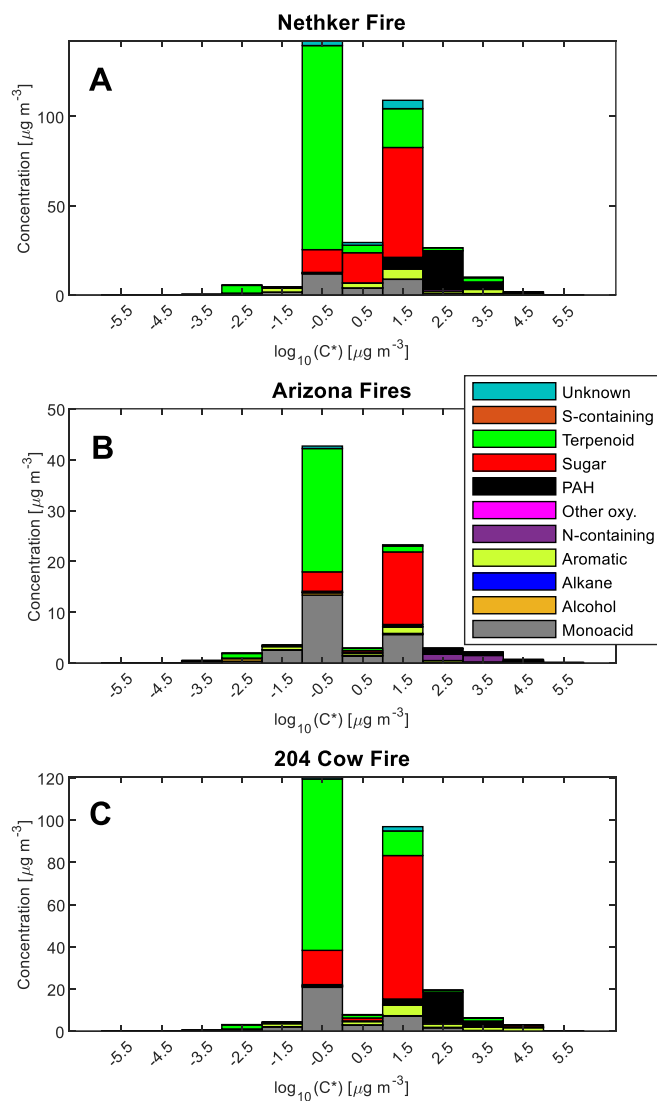 Nethker Fire
A
Concentration [μg m-3]
100
50
0
-5.5 -4.5 -3.5 -2.5 -1.5 -0.5 0.5 1.5 2.5 3.5 4.5 5.5
log10(C*) [μg m-3]
Arizona Fires
B
Concentration [μg m-3]
50
40
30
20
10
0
-5.5 -4.5 -3.5 -2.5 -1.5 -0.5 0.5 1.5 2.5 3.5 4.5 5.5
log10(C*) [μg m-3]
Unknown
S-containing
Terpenoid
Sugar
PAH
Other oxy.
N-containing
Aromatic
Alkane
Alcohol
Monoacid
204 Cow Fire
C
Concentration [μg m-3]
120
100
80
60
40
20
0
-5.5 -4.5 -3.5 -2.5 -1.5 -0.5 0.5 1.5 2.5 3.5 4.5 5.5
log10(C*) [μg m-3]